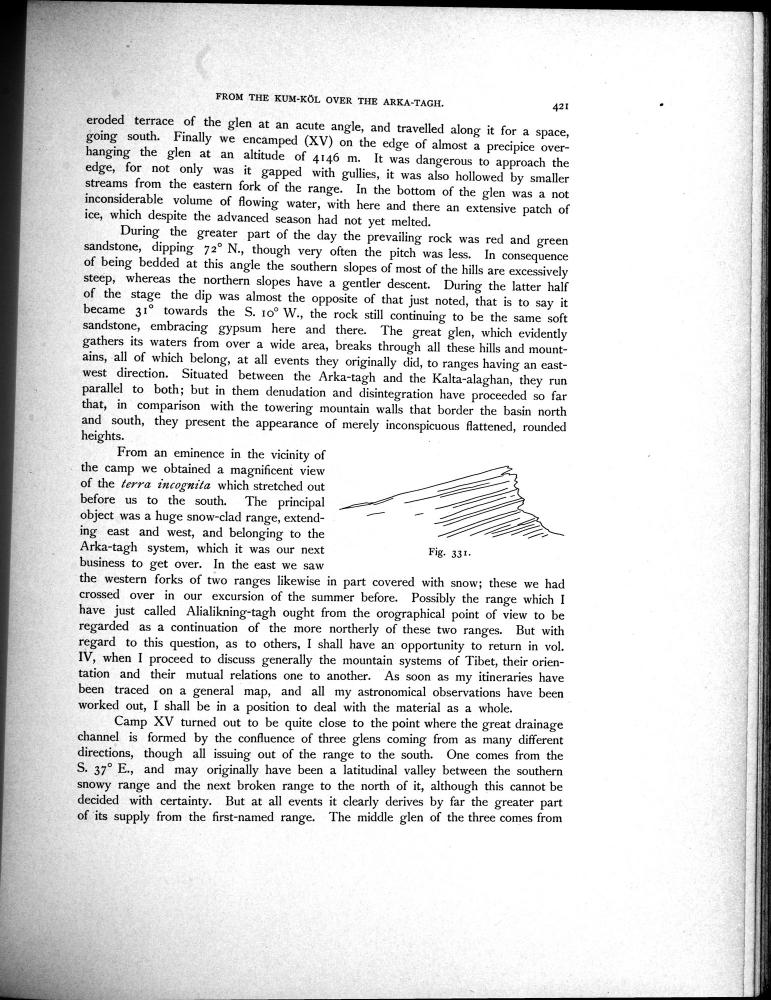 FROM THE KUM-KÖL OVER THE ARKA-TAGH.
421
eroded terrace of the glen at an acute angle, and travelled along it for a space,
going south. Finally we encamped (XV) on the edge of almost a precipice over-
hanging the glen at an altitude of 4146 m. It was dangerous to approach the
edge, for not only was it gapped with gullies, it was also hollowed by smaller
streams from the eastern fork of the range. In the bottom of the glen was a not
inconsiderable volume of flowing water, with here and there an extensive patch of
ice, which despite the advanced season had not yet melted.
During the greater part of the day the prevailing rock was red and green
sandstone, dipping 72° N., though very often the pitch was less. In consequence
of being bedded at this angle the southern slopes of most of the hills are excessively
steep, whereas the northern slopes have a gentler descent. During the latter half
of the stage the dip was almost the opposite of that just noted, that is to say it
became 31° towards the S. 10° W., the rock still continuing to be the same soft
sandstone, embracing gypsum here and there. The great glen, which evidently
gathers its waters from over a wide area, breaks through all these hills and mount-
ains, all of which belong, at all events they originally did, to ranges having an east-
west direction. Situated between the Arka-tagh and the Kalta-alaghan, they run
parallel to both; but in them denudation and disintegration have proceeded so far
that, in comparison with the towering mountain walls that border the basin north
and south, they present the appearance of merely inconspicuous flattened, rounded
heights.
From an eminence in the vicinity of
the camp we obtained a magnificent view
of the terra incognita which stretched out
before us to the south. The principal
object was a huge snow-clad range, extend-
ing east and west, and belonging to the
Arka-tagh system, which it was our next
business to get over. In the east we saw
Fig. 331.
the western forks of two ranges likewise in part covered with snow; these we had
crossed over in our excursion of the summer before. Possibly the range which I
have just called Alialikning-tagh ought from the orographical point of view to be
regarded as a continuation of the more northerly of these two ranges. But with
regard to this question, as to others, I shall have an opportunity to return in vol.
IV, when I proceed to discuss generally the mountain systems of Tibet, their orien-
tation and their mutual relations one to another. As soon as my itineraries have
been traced on a general map, and all my astronomical observations have been
worked out, I shall be in a position to deal with the material as a whole.
Camp XV turned out to be quite close to the point where the great drainage
channel is formed by the confluence of three glens coming from as many different
directions, though all issuing out of the range to the south. One comes from the
S. 37° E., and may originally have been a latitudinal valley between the southern
snowy range and the next broken range to the north of it, although this cannot be
decided with certainty. But at all events it clearly derives by far the greater part
of its supply from the first-named range. The middle glen of the three comes from